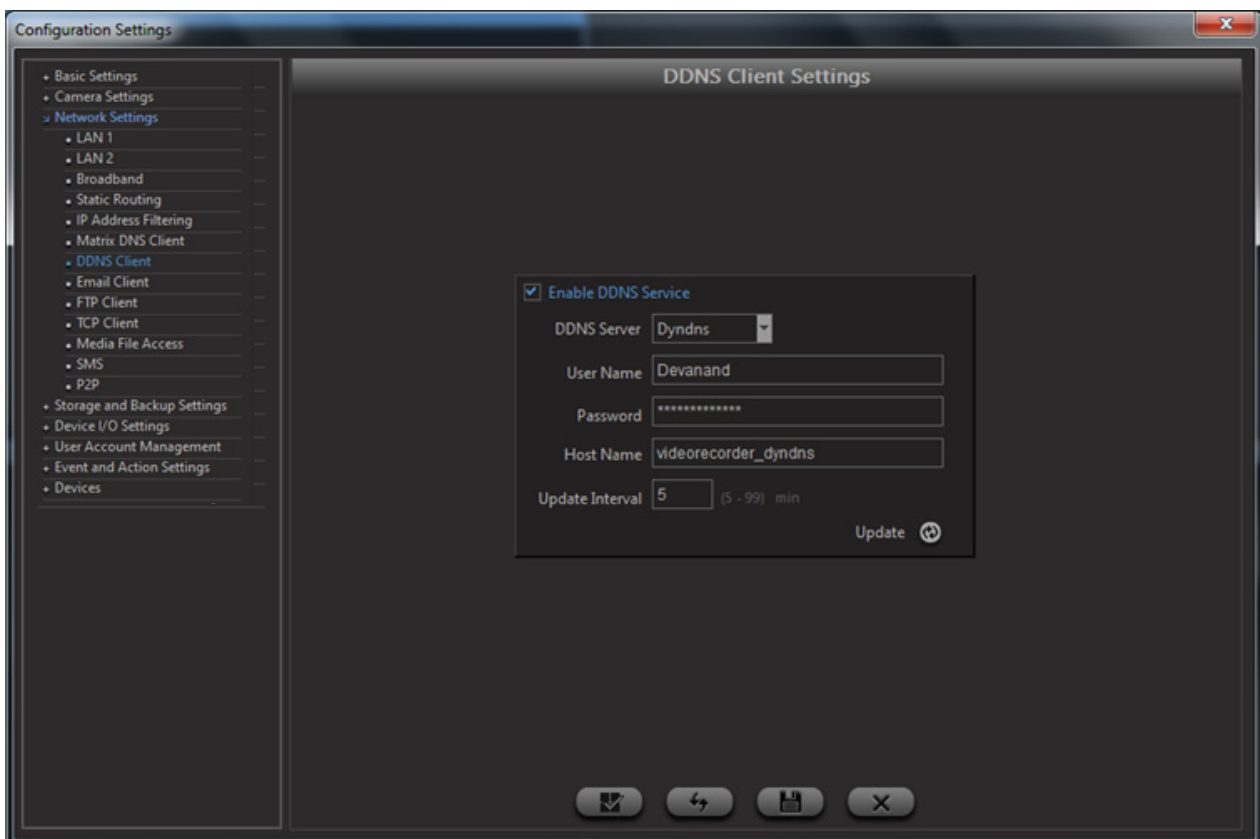 Configuration Settings
+ Basic Settings
+ Camera Settings
Network Settings
LAN 1
LAN 2
Broadband
Static Routing
IP Address Filtering
Matrix DNS Client
DDNS Client
Email Client
FTP Client
TCP Client
Media File Access
SMS
P2P
+ Storage and Backup Settings
+ Device I/O Settings
+ User Account Management
+ Event and Action Settings
+ Devices
DDNS Client Settings
Enable DDNS Service
DDNS Server Dyndns
User Name Devanand
Password *************
Host Name videorecorder_dyndns
Update Interval 5 (5 - 99) min
Update